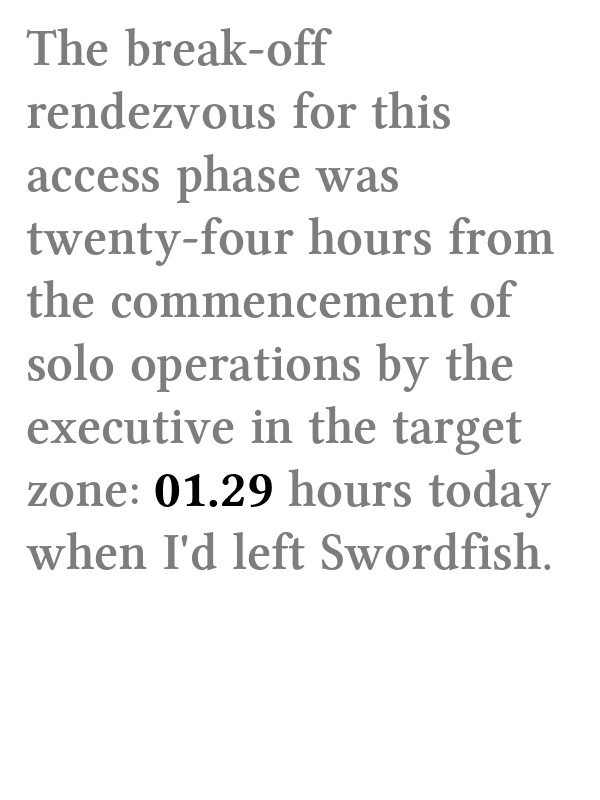 The break-off
rendezvous for this
access phase was
twenty-four hours from
the commencement of
solo operations by the
executive in the target
zone: 01.29 hours today
when I'd left Swordfish.